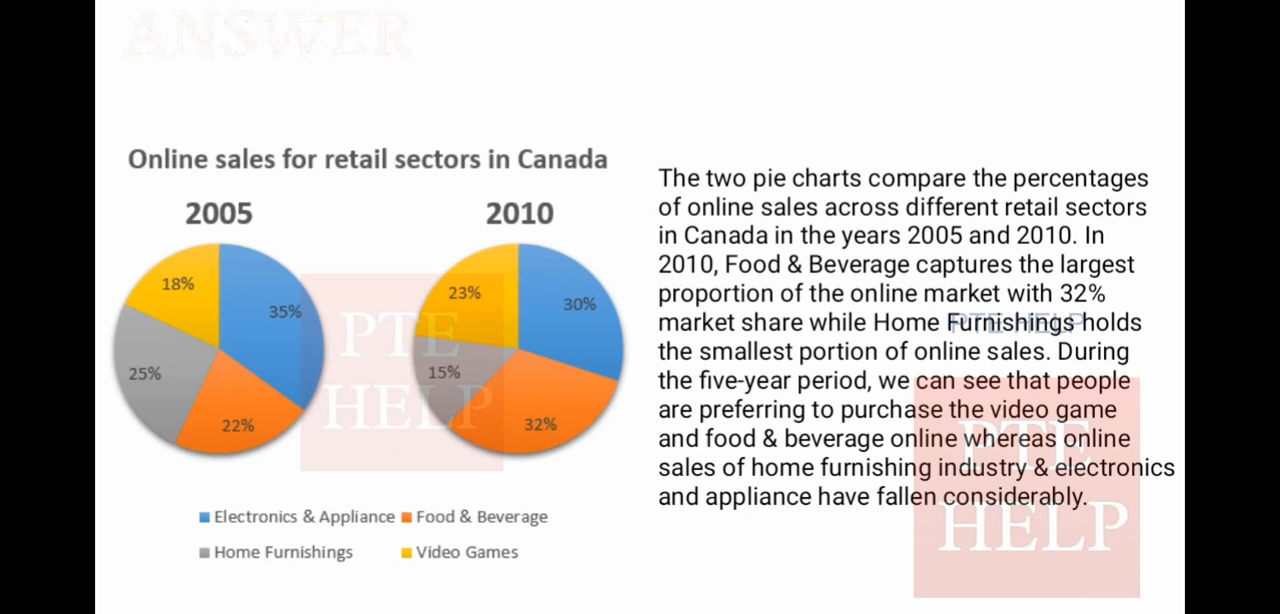 ANSWER
Online sales for retail sectors in Canada
2005
2010
18%
35%
25%
22%
23%
30%
15%
32%
Electronics & Appliance
Food & Beverage
Home Furnishings
Video Games
The two pie charts compare the percentages
of online sales across different retail sectors
in Canada in the years 2005 and 2010. In
2010, Food & Beverage captures the largest
proportion of the online market with 32%
market share while Home Furnishings holds
the smallest portion of online sales. During
the five-year period, we can see that people
are preferring to purchase the video game
and food & beverage online whereas online
sales of home furnishing industry & electronics
and appliance have fallen considerably.
PTE
HELP
PTE HELP
PTE
HELP